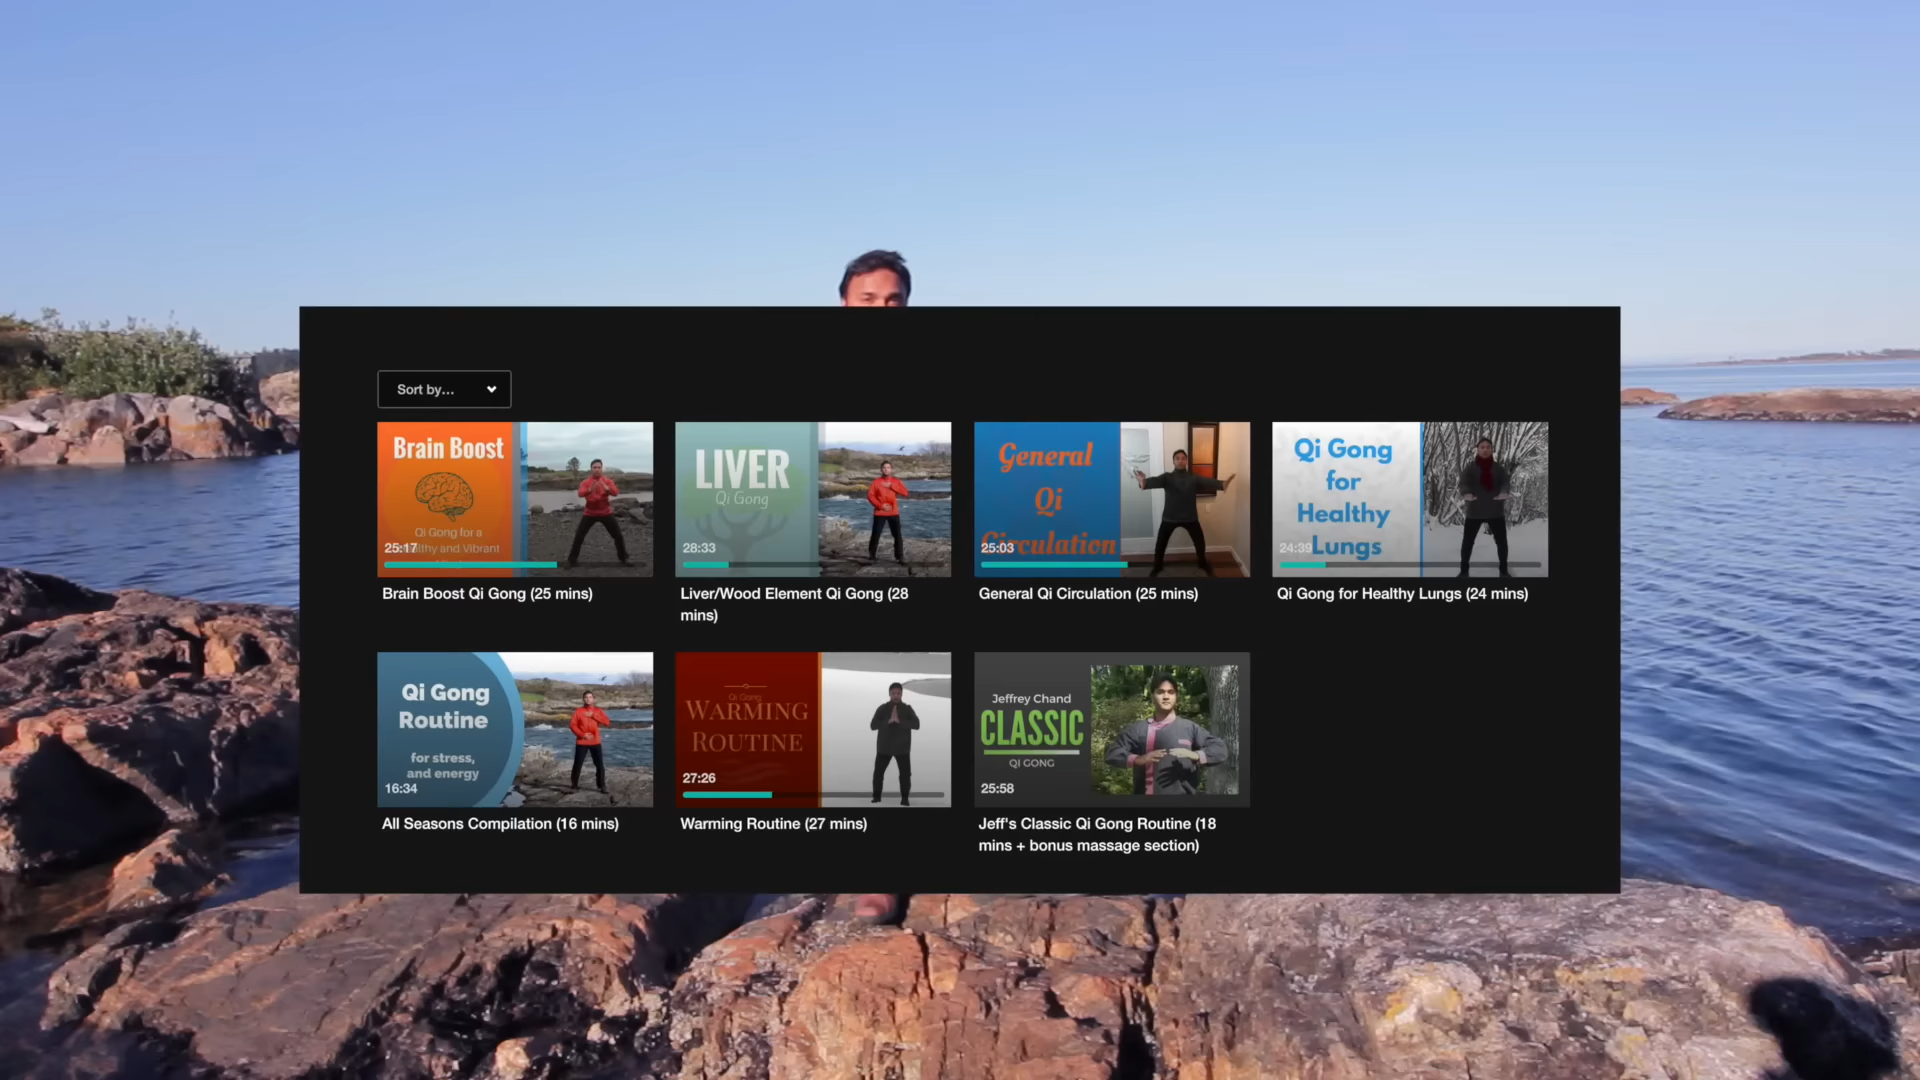 Sort by...
Brain Boost
Qi Gong for a
and Vibrant
25:17
Brain Boost Qi Gong (25 mins)
LIVER
Qi Gong
28:33
Liver/Wood Element Qi Gong (28
mins)
General
Qi
Circulation
25:03
General Qi Circulation (25 mins)
Qi Gong
for
Healthy
Lungs
24:39
Qi Gong for Healthy Lungs (24 mins)
Qi Gong
Routine
for stress,
and energy
16:34
All Seasons Compilation (16 mins)
Qi Gong
WARMING
ROUTINE
27:26
Warming Routine (27 mins)
Jeffrey Chand
CLASSIC
QI GONG
25:58
Jeff's Classic Qi Gong Routine (18
mins + bonus massage section)